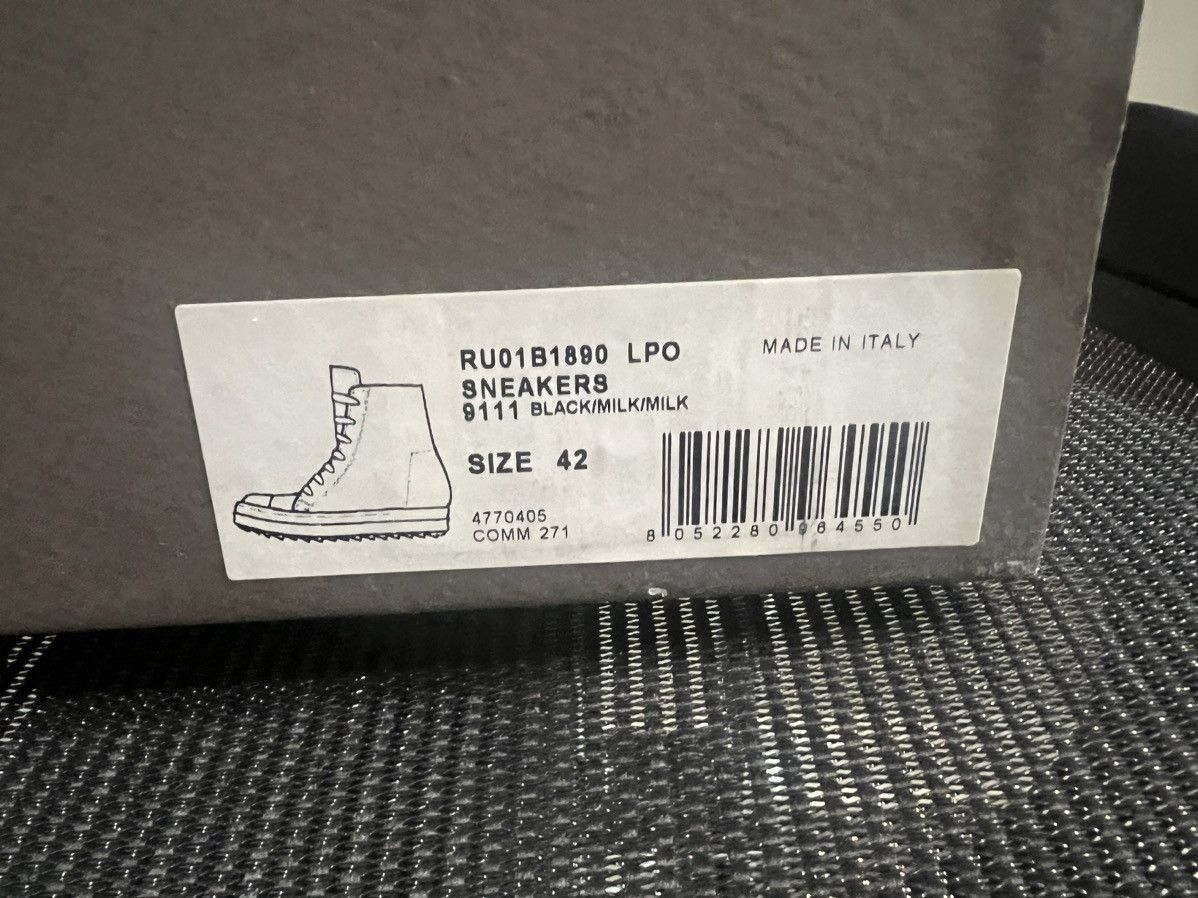 RU01B1890 LPO
MADE IN ITALY
SNEAKERS
9111 BLACK/MILK/MILK
SIZE 42
4770405
COMM 271
8 052280 064550